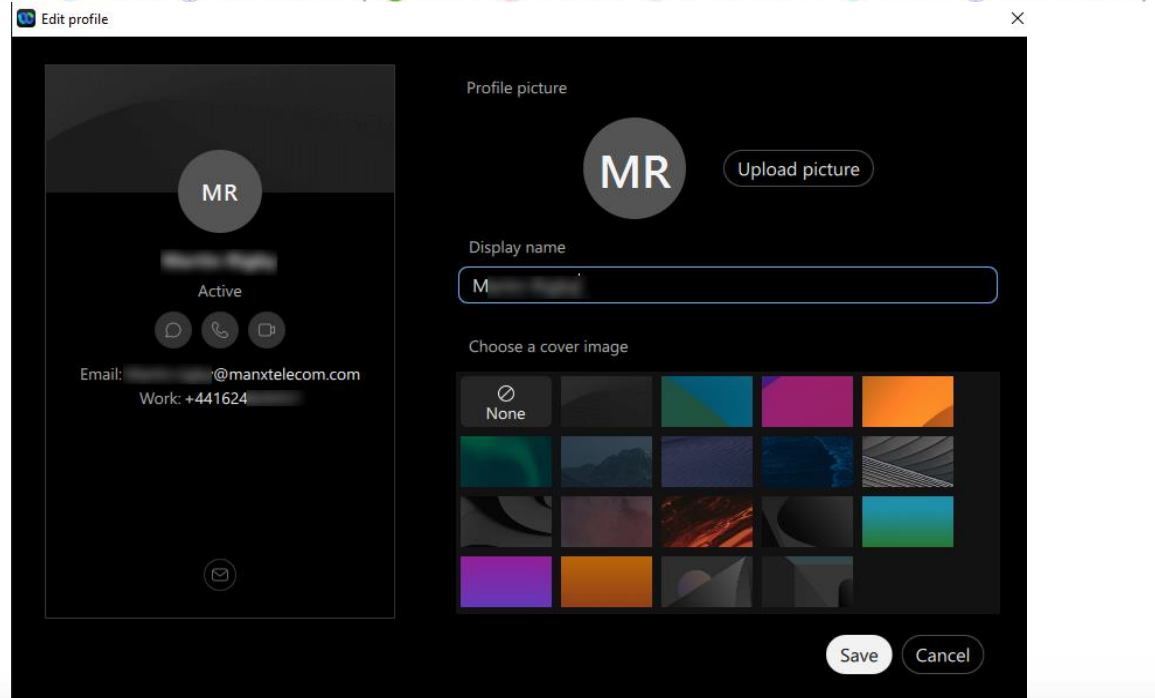 Edit profile
MR
Active
Email: @manxtelecom.com
Work: +441624
Profile picture
MR
Upload picture
Display name
M
Choose a cover image
None
Save
Cancel